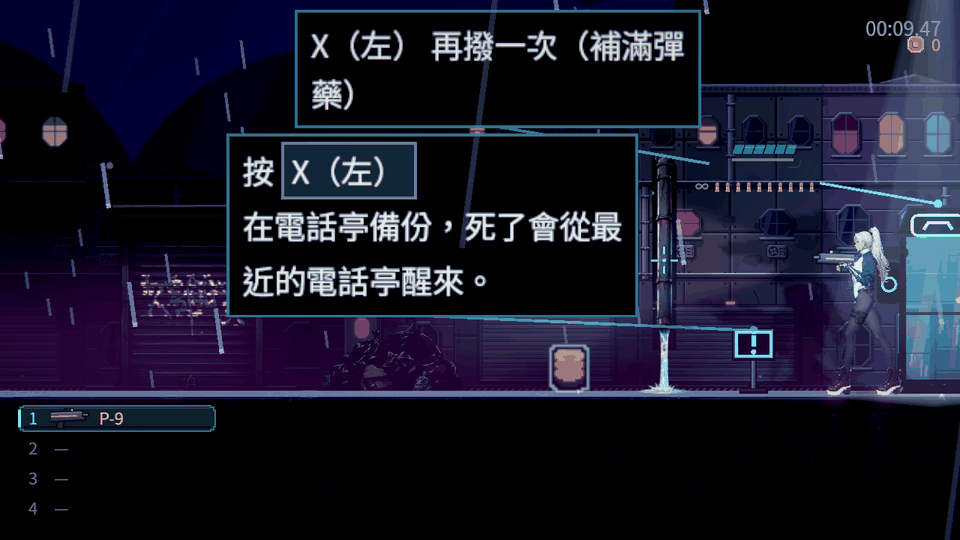 X（左） 再撥一次（補滿彈
藥）
00:09.47
0
按 X（左）
在電話亭備份，死了會從最
近的電話亭醒來。
∞
!
1 P-9
2 —
3 —
4 —